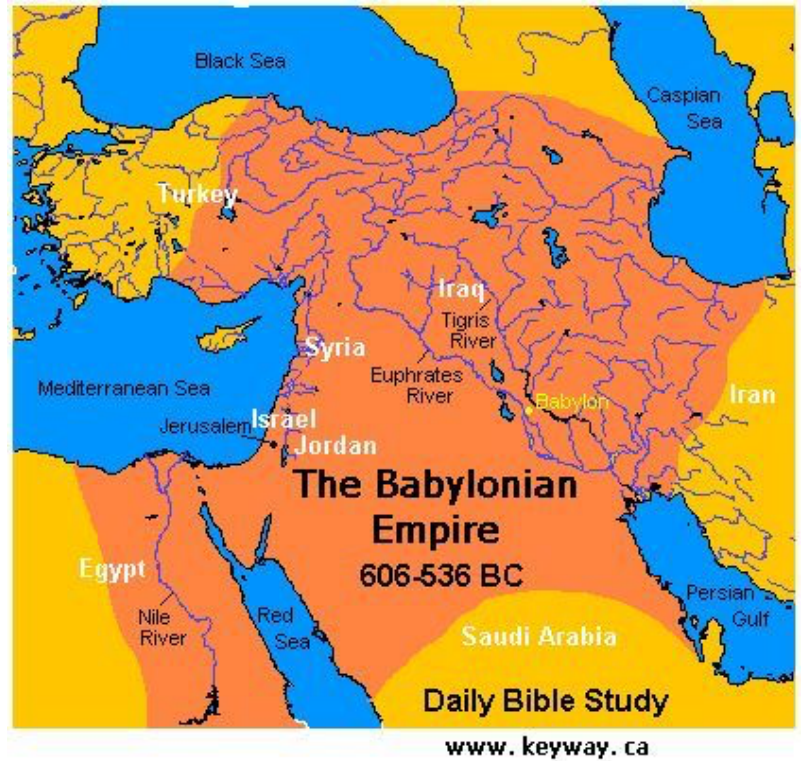 Black Sea
Caspian
Sea
Turkey
Iraq
Tigris
River
Syria
Euphrates
River
Mediterranean Sea
Iran
Babylon
Israel
Jerusalem
Jordan
The Babylonian
Empire
606-536 BC
Egypt
Nile
River
Red
Sea
Persian
Gulf
Saudi Arabia
Daily Bible Study
www.keyway.ca